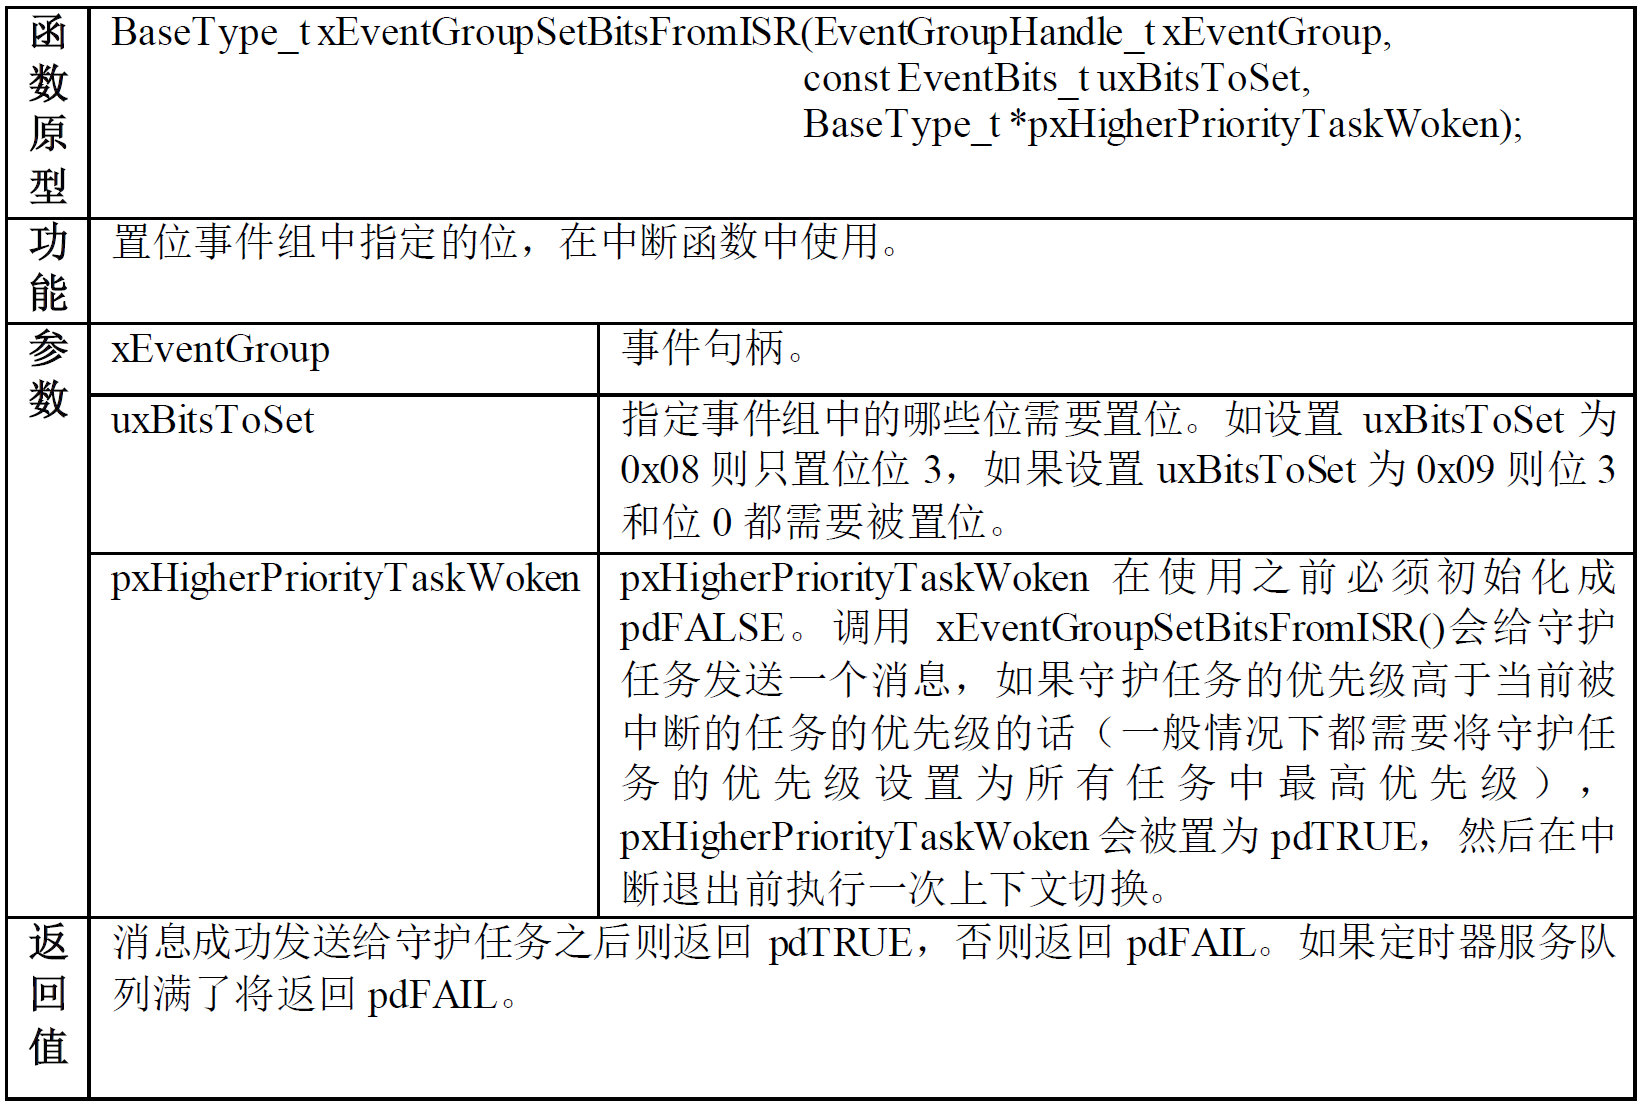 函数原型
BaseType_t xEventGroupSetBitsFromISR(EventGroupHandle_t xEventGroup,
const EventBits_t uxBitsToSet,
BaseType_t *pxHigherPriorityTaskWoken);
功能
置位事件组中指定的位，在中断函数中使用。
参数
xEventGroup
事件句柄。
uxBitsToSet
指定事件组中的哪些位需要置位。如设置 uxBitsToSet 为
0x08 则只置位位 3，如果设置 uxBitsToSet 为 0x09 则位 3
和位 0 都需要被置位。
pxHigherPriorityTaskWoken
pxHigherPriorityTaskWoken 在使用之前必须初始化成
pdFALSE。调用 xEventGroupSetBitsFromISR()会给守护
任务发送一个消息，如果守护任务的优先级高于当前被
中断的任务的优先级的话（一般情况下都需要将守护任
务的优先级设置为所有任务中最高优先级），
pxHigherPriorityTaskWoken 会被置为 pdTRUE，然后在中
断退出前执行一次上下文切换。
返回值
消息成功发送给守护任务之后则返回 pdTRUE，否则返回 pdFAIL。如果定时器服务队
列满了将返回 pdFAIL。